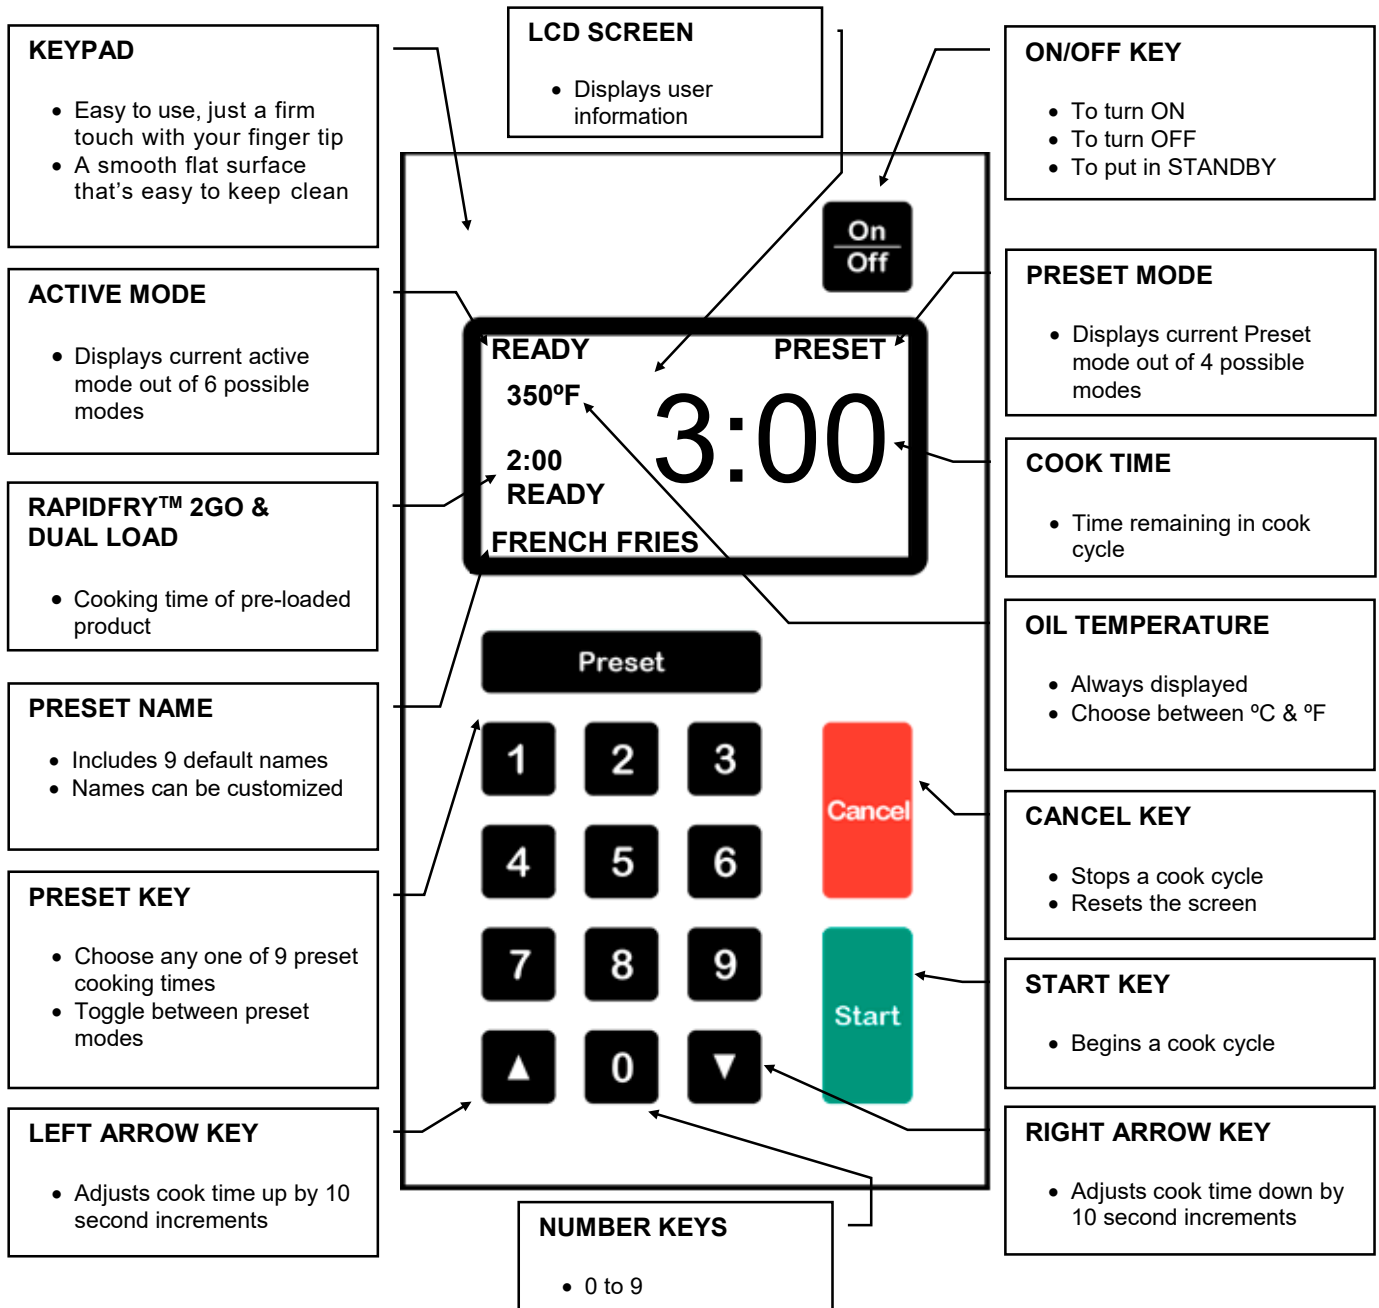 KEYPAD
• Easy to use, just a firm
touch with your finger tip
• A smooth flat surface
that's easy to keep clean
ACTIVE MODE
• Displays current active
mode out of 6 possible
modes
RAPIDFRY™ 2GO &
DUAL LOAD
• Cooking time of pre-loaded
product
PRESET NAME
• Includes 9 default names
• Names can be customized
PRESET KEY
• Choose any one of 9 preset
cooking times
• Toggle between preset
modes
LEFT ARROW KEY
• Adjusts cook time up by 10
second increments
LCD SCREEN
• Displays user
information
On
Off
READY PRESET
350ºF
3:00
2:00
READY
FRENCH FRIES
Preset
1 2 3
Cancel
4 5 6
7 8 9
Start
▲ 0 ▼
NUMBER KEYS
• 0 to 9
ON/OFF KEY
• To turn ON
• To turn OFF
• To put in STANDBY
PRESET MODE
• Displays current Preset
mode out of 4 possible
modes
COOK TIME
• Time remaining in cook
cycle
OIL TEMPERATURE
• Always displayed
• Choose between ºC & ºF
CANCEL KEY
• Stops a cook cycle
• Resets the screen
START KEY
• Begins a cook cycle
RIGHT ARROW KEY
• Adjusts cook time down by
10 second increments